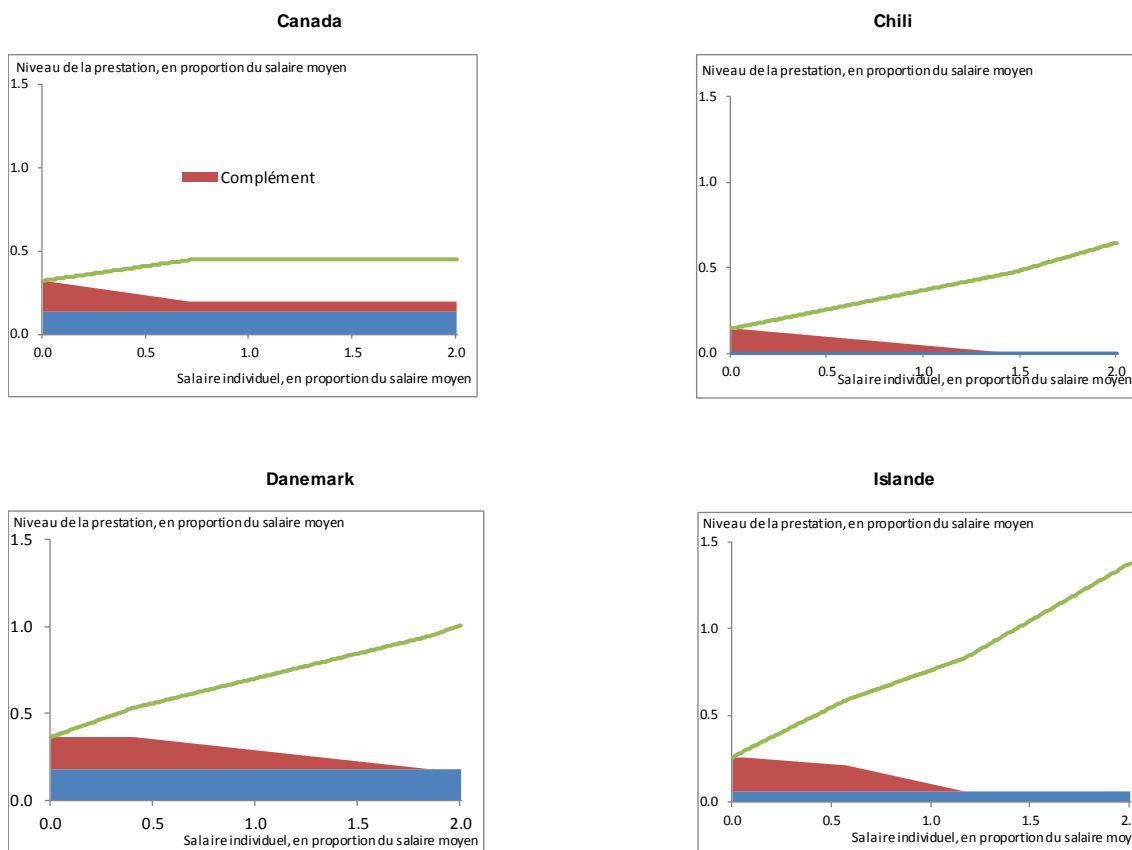 Canada
Niveau de la prestation, en proportion du salaire moyen
1.5
1.0
Complément
0.5
0.0
0.0 0.5 1.0 1.5 2.0
Salaire individuel, en proportion du salaire moyen
Chili
Niveau de la prestation, en proportion du salaire moyen
1.5
1.0
0.5
0.0
0.0 0.5 1.0 1.5 2.0
Salaire individuel, en proportion du salaire moyen
Danemark
Niveau de la prestation, en proportion du salaire moyen
1.5
1.0
0.5
0.0
0.0 0.5 1.0 1.5 2.0
Salaire individuel, en proportion du salaire moyen
Islande
Niveau de la prestation, en proportion du salaire moyen
1.5
1.0
0.5
0.0
0.0 0.5 1.0 1.5 2.0
Salaire individuel, en proportion du salaire moy